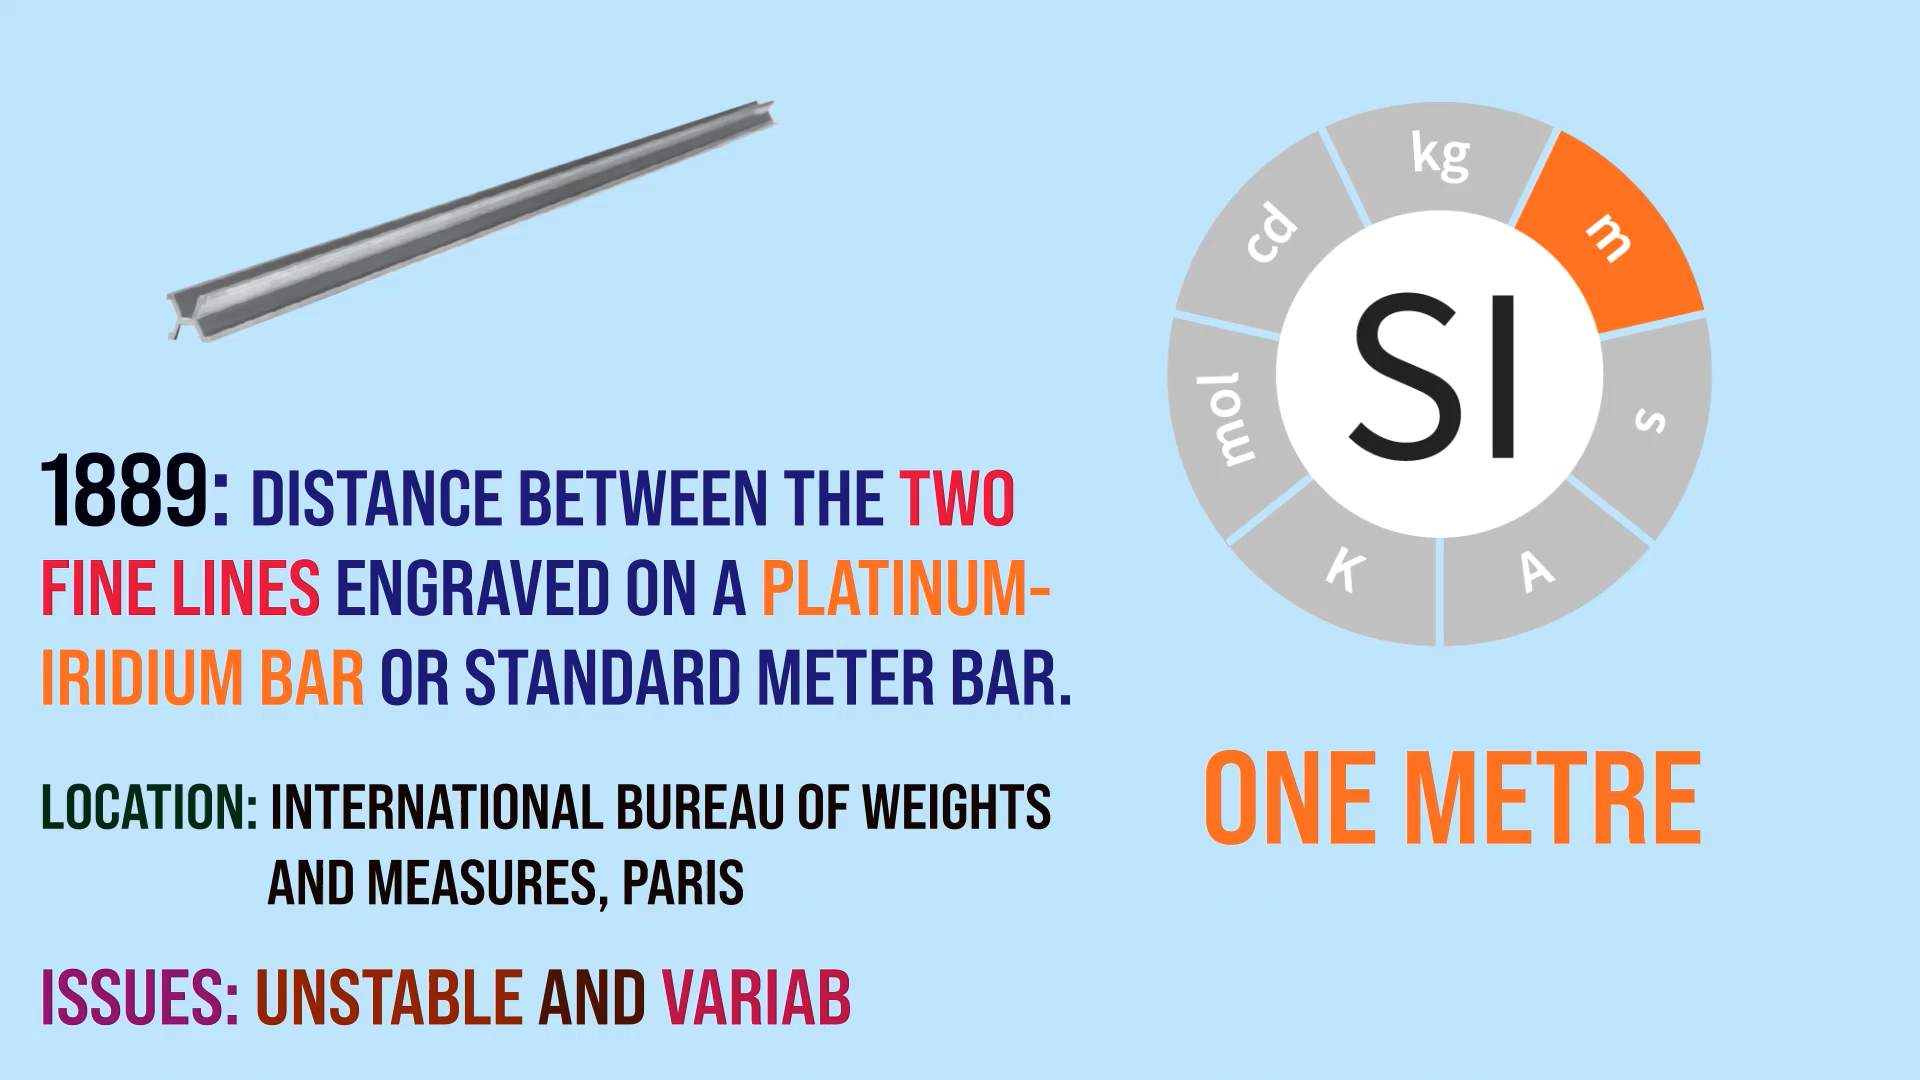 1889: DISTANCE BETWEEN THE TWO
FINE LINES ENGRAVED ON A PLATINUM-
IRIDIUM BAR OR STANDARD METER BAR.
LOCATION: INTERNATIONAL BUREAU OF WEIGHTS
AND MEASURES, PARIS
ISSUES: UNSTABLE AND VARIAB
kg
m
s
A
K
mol
cd
SI
ONE METRE